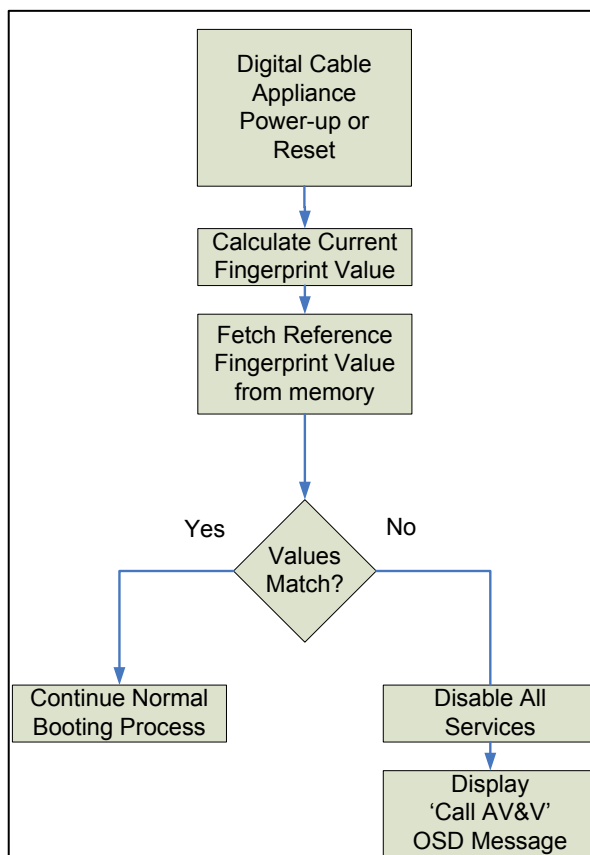 Digital Cable
Appliance
Power-up or
Reset
Calculate Current
Fingerprint Value
Fetch Reference
Fingerprint Value
from memory
Yes
No
Values
Match?
Continue Normal
Booting Process
Disable All
Services
Display
‘Call AV&V’
OSD Message